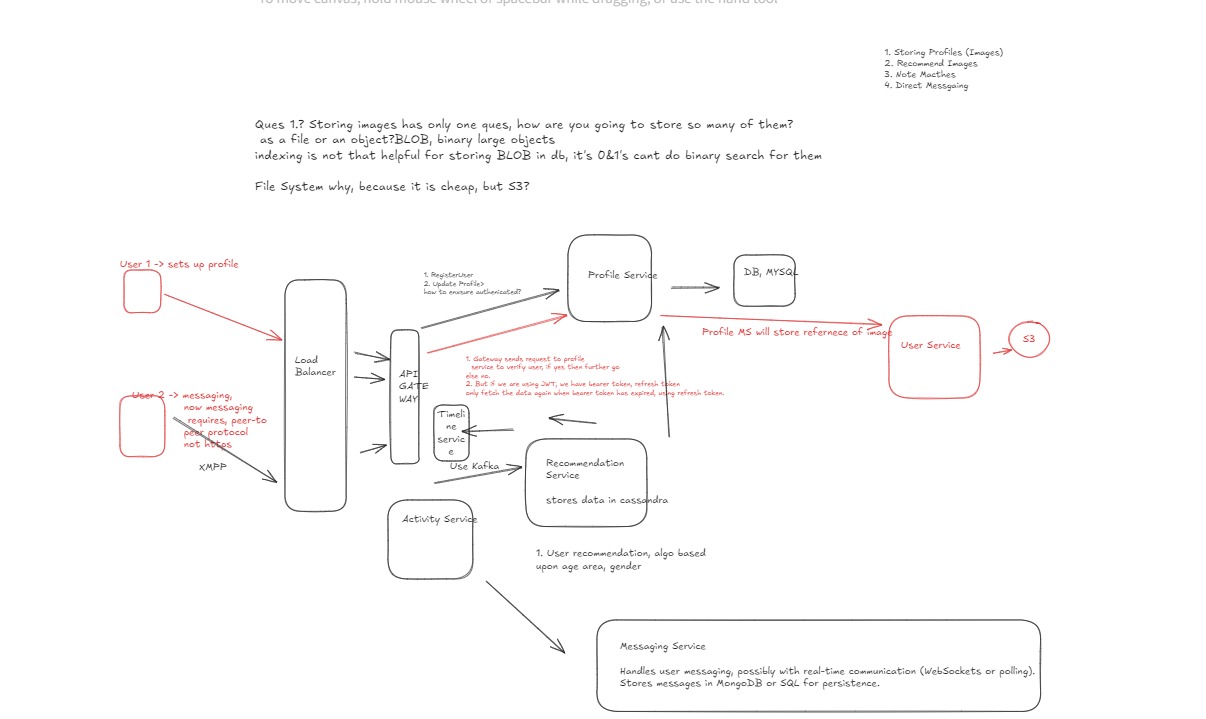 To move canvas, hold mouse wheel or spacebar while dragging, or use the hand tool
1. Storing Profiles (Images)
2. Recommend Images
3. Note Macthes
4. Direct Messgaing
Ques 1.? Storing images has only one ques, how are you going to store so many of them?
as a file or an object?BLOB, binary large objects
indexing is not that helpful for storing BLOB in db, it's 0&1's cant do binary search for them
File System why, because it is cheap, but S3?
User 1 -> sets up profile
Load
Balancer
1. RegisterUser
2. Update Profile>
how to enxsure authenicated?
Profile Service
DB, MYSQL
Profile MS will store refernece of image
User Service
S3
API
GATE
WAY
1. Gateway sends request to profile
service to verify user, if yes then further go
else no.
2. But if we are using JWT, we have bearer token, refresh token
only fetch the data again when bearer token has expired, using refresh token.
User 2 -> messaging,
now messaging
requires, peer-to
peer protocol
not https
XMPP
Timeli
ne
servic
e
Use Kafka
Recommendation
Service
stores data in cassandra
Activity Service
1. User recommendation, algo based
upon age area, gender
Messaging Service
Handles user messaging, possibly with real-time communication (WebSockets or polling).
Stores messages in MongoDB or SQL for persistence.